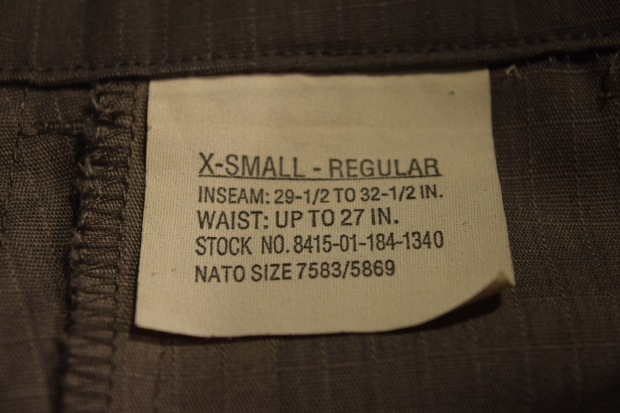 X-SMALL - REGULAR
INSEAM: 29-1/2 TO 32-1/2 IN.
WAIST: UP TO 27 IN.
STOCK NO. 8415-01-184-1340
NATO SIZE 7583/5869